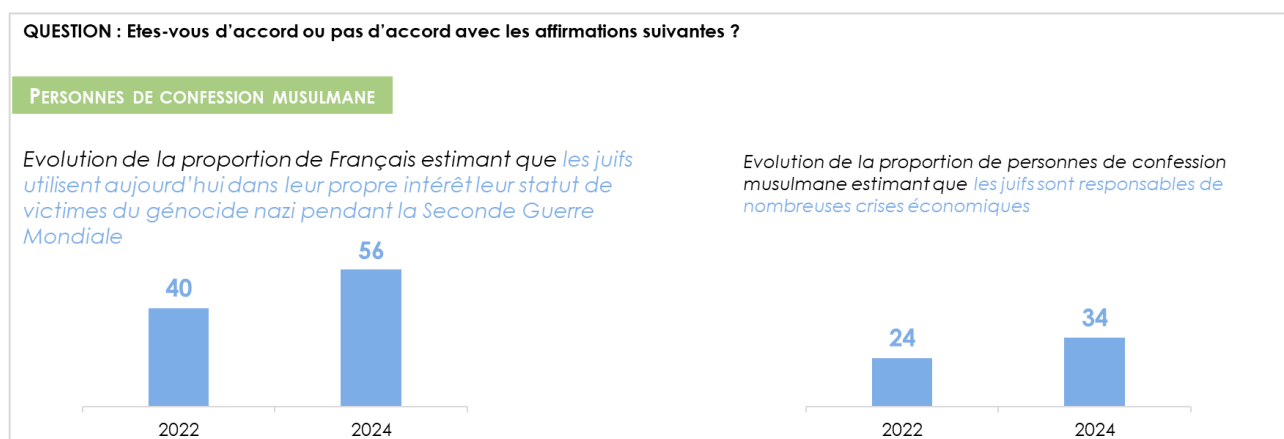 QUESTION : Etes-vous d'accord ou pas d'accord avec les affirmations suivantes ?
PERSONNES DE CONFESSION MUSULMANE
Evolution de la proportion de Français estimant que les juifs
utilisent aujourd'hui dans leur propre intérêt leur statut de
victimes du génocide nazi pendant la Seconde Guerre
Mondiale
40
56
2022
2024
Evolution de la proportion de personnes de confession
musulmane estimant que les juifs sont responsables de
nombreuses crises économiques
24
34
2022
2024